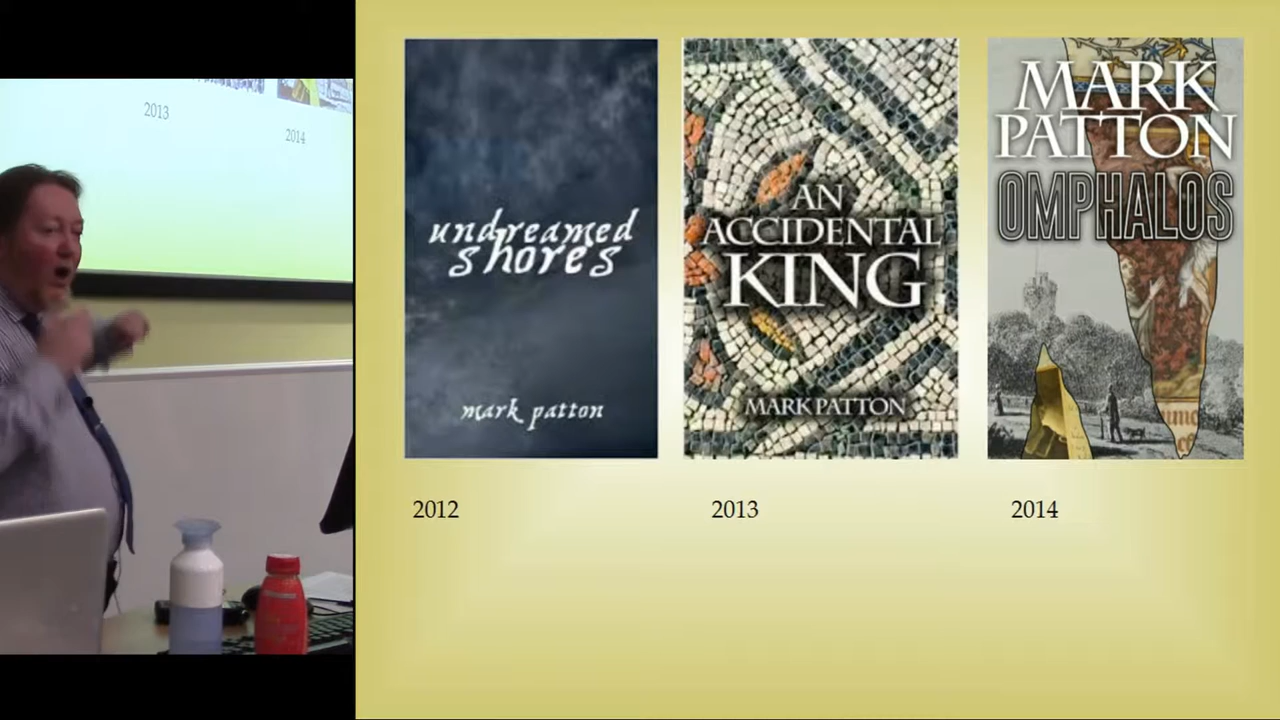 2013
2014
undreamed
shores
mark patton
2012
AN
ACCIDENTAL
KING
MARK PATTON
2013
MARK
PATTON
OMPHALOS
2014